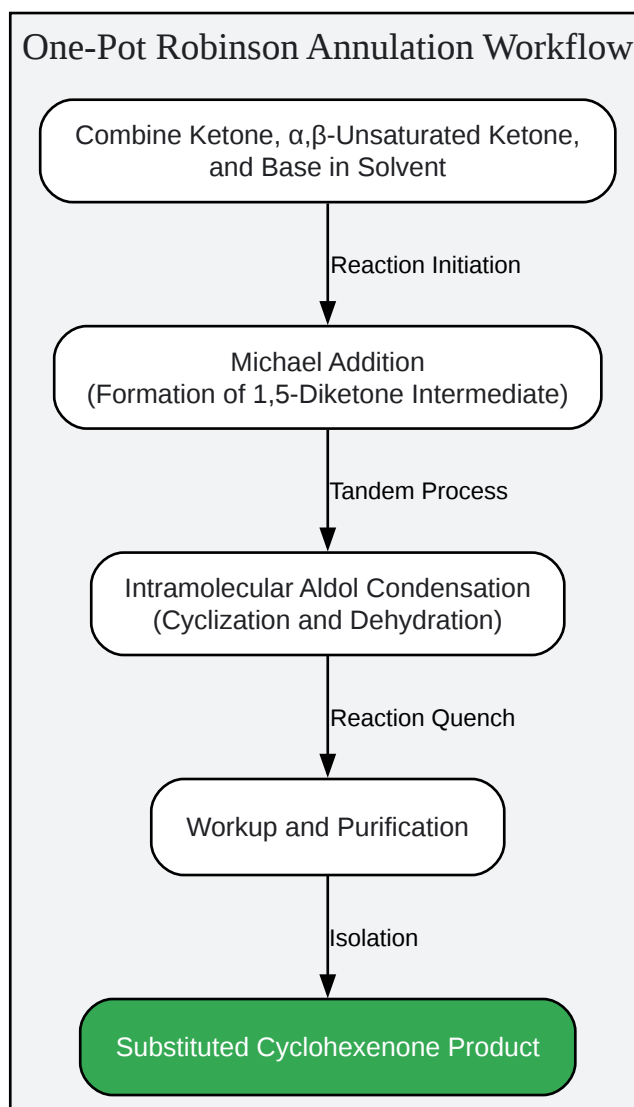 One-Pot Robinson Annulation Workflow
Combine Ketone, α,β-Unsaturated Ketone,
and Base in Solvent
Reaction Initiation
Michael Addition
(Formation of 1,5-Diketone Intermediate)
Tandem Process
Intramolecular Aldol Condensation
(Cyclization and Dehydration)
Reaction Quench
Workup and Purification
Isolation
Substituted Cyclohexenone Product